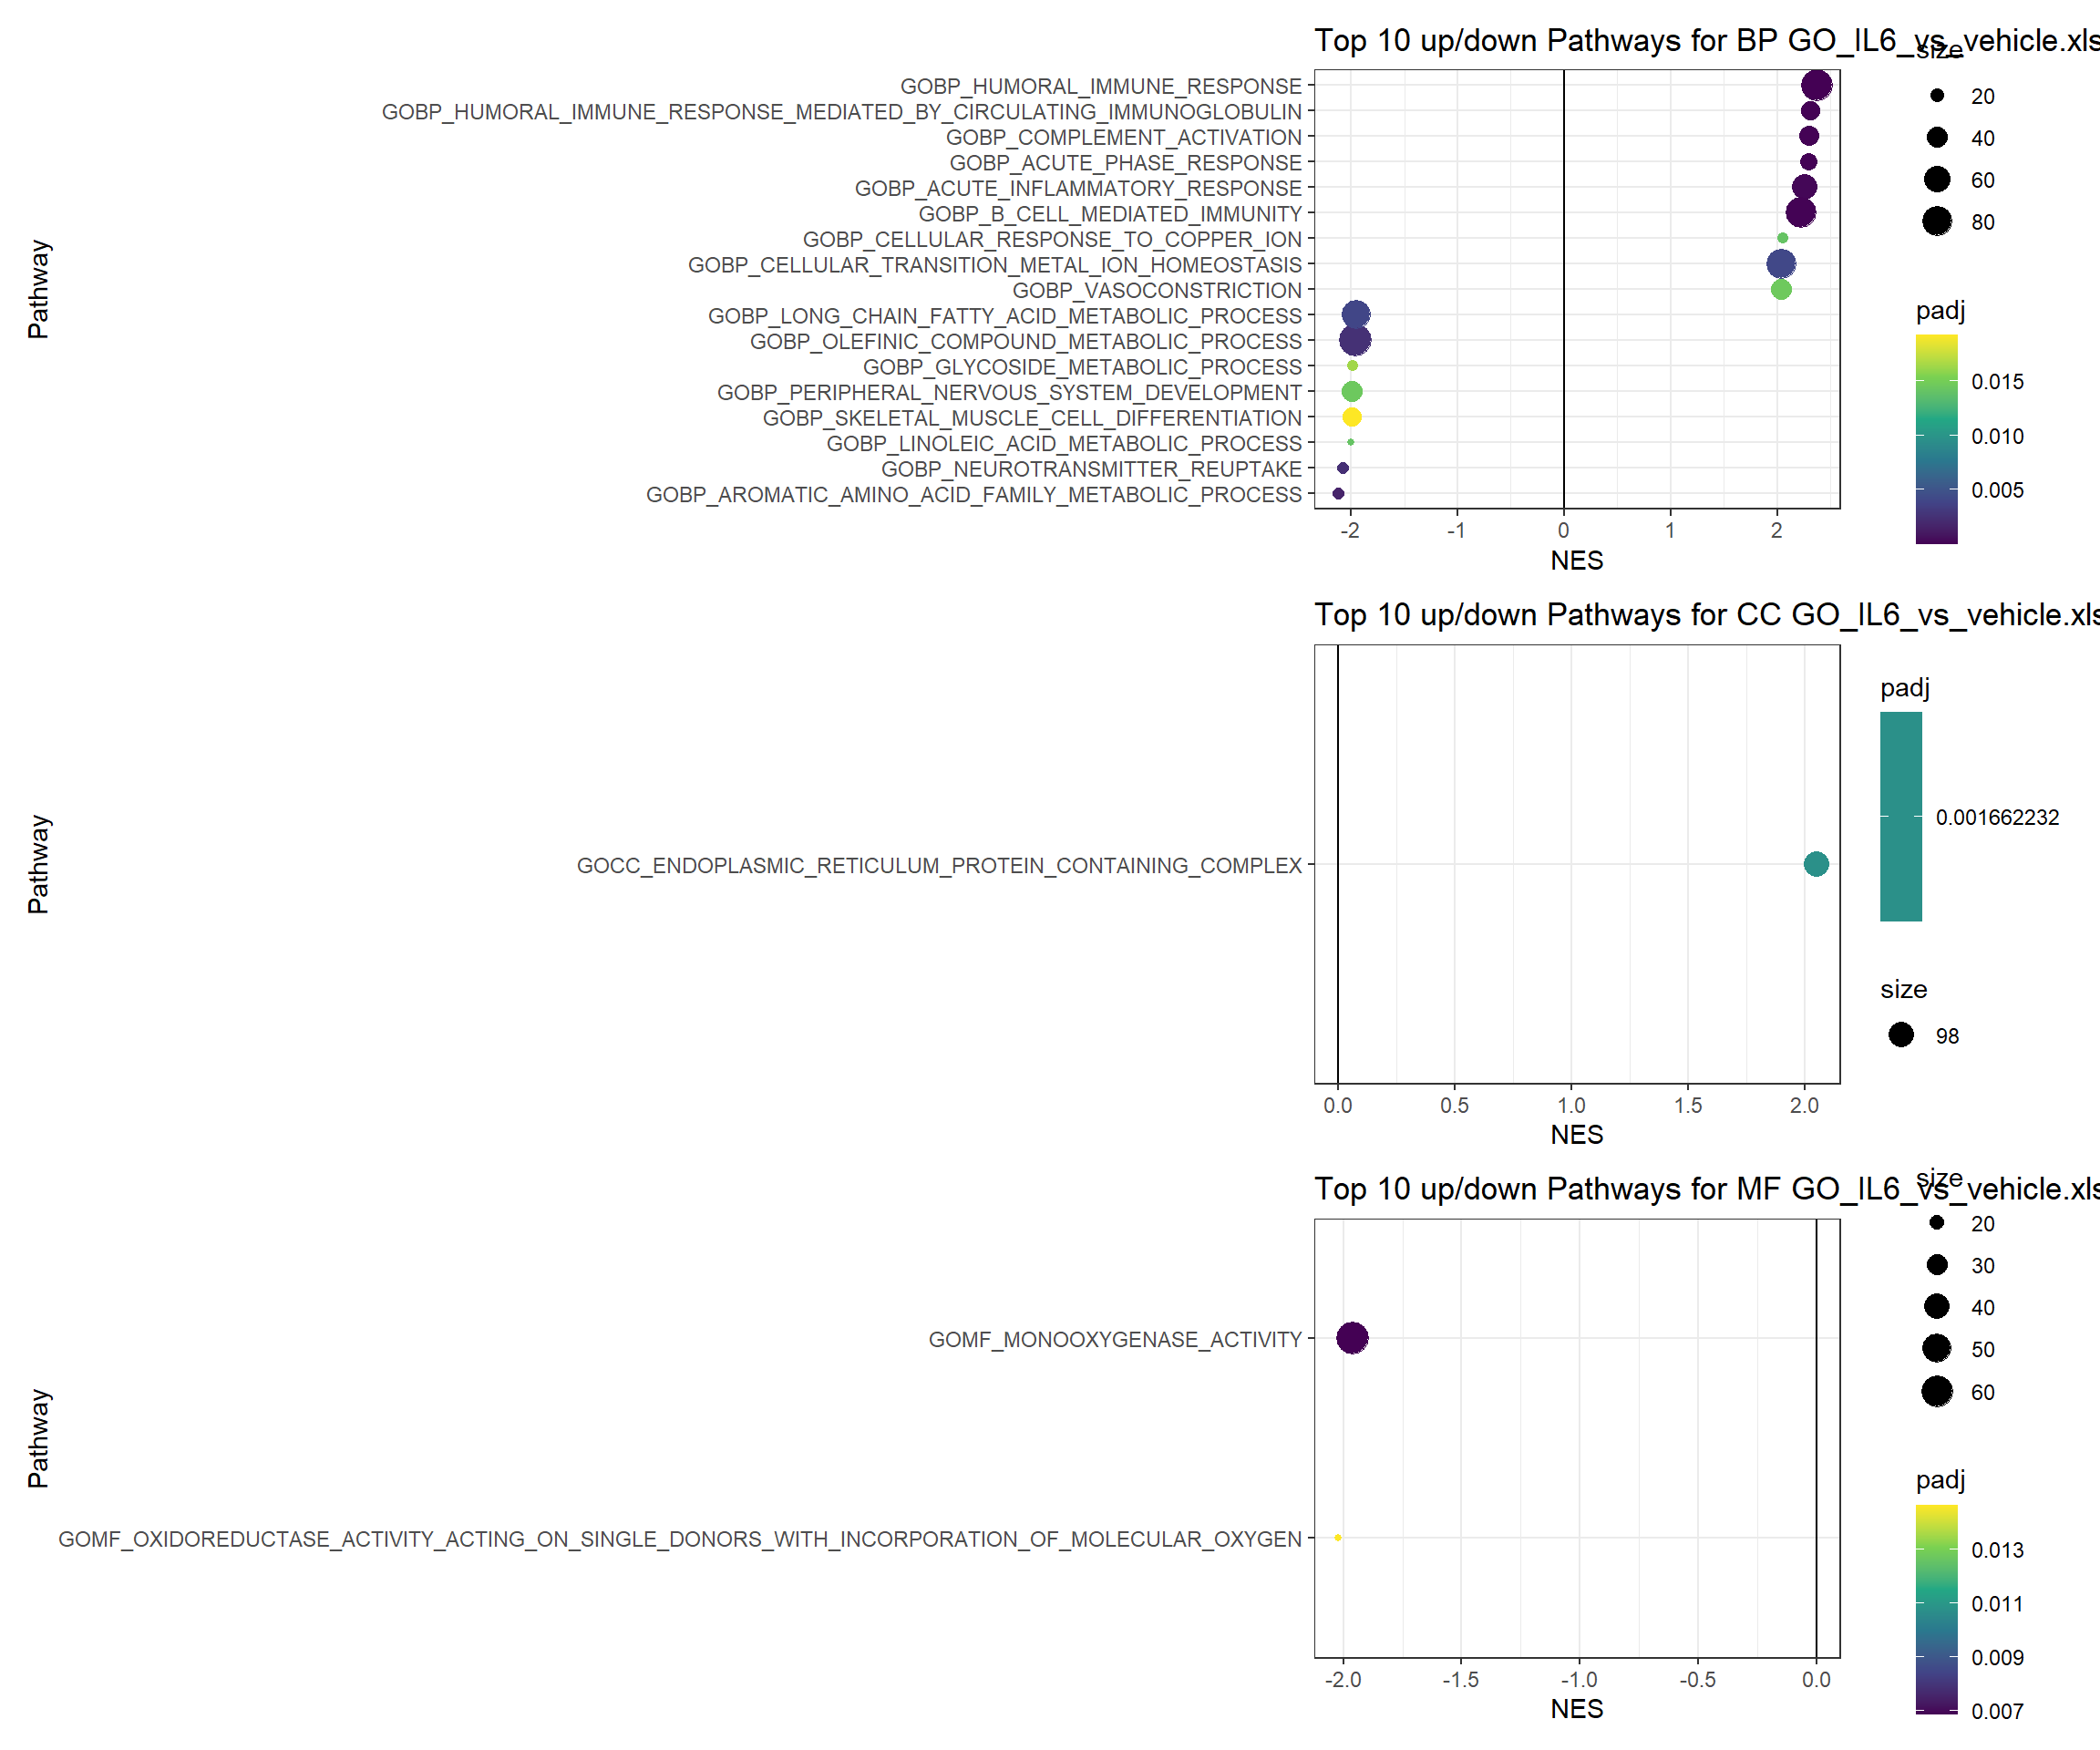 Top 10 up/down Pathways for BP GO_IL6_vs_vehicle.xls
size
20
40
60
80
padj
0.015
0.010
0.005
Pathway
GOBP_HUMORAL_IMMUNE_RESPONSE
GOBP_HUMORAL_IMMUNE_RESPONSE_MEDIATED_BY_CIRCULATING_IMMUNOGLOBULIN
GOBP_COMPLEMENT_ACTIVATION
GOBP_ACUTE_PHASE_RESPONSE
GOBP_ACUTE_INFLAMMATORY_RESPONSE
GOBP_B_CELL_MEDIATED_IMMUNITY
GOBP_CELLULAR_RESPONSE_TO_COPPER_ION
GOBP_CELLULAR_TRANSITION_METAL_ION_HOMEOSTASIS
GOBP_VASOCONSTRICTION
GOBP_LONG_CHAIN_FATTY_ACID_METABOLIC_PROCESS
GOBP_OLEFINIC_COMPOUND_METABOLIC_PROCESS
GOBP_GLYCOSIDE_METABOLIC_PROCESS
GOBP_PERIPHERAL_NERVOUS_SYSTEM_DEVELOPMENT
GOBP_SKELETAL_MUSCLE_CELL_DIFFERENTIATION
GOBP_LINOLEIC_ACID_METABOLIC_PROCESS
GOBP_NEUROTRANSMITTER_REUPTAKE
GOBP_AROMATIC_AMINO_ACID_FAMILY_METABOLIC_PROCESS
-2 -1 0 1 2
NES
Top 10 up/down Pathways for CC GO_IL6_vs_vehicle.xls
padj
0.001662232
size
98
Pathway
GOCC_ENDOPLASMIC_RETICULUM_PROTEIN_CONTAINING_COMPLEX
0.0 0.5 1.0 1.5 2.0
NES
Top 10 up/down Pathways for MF GO_IL6_vs_vehicle.xls
size
20
30
40
50
60
padj
0.013
0.011
0.009
0.007
Pathway
GOMF_MONOOXYGENASE_ACTIVITY
GOMF_OXIDOREDUCTASE_ACTIVITY_ACTING_ON_SINGLE_DONORS_WITH_INCORPORATION_OF_MOLECULAR_OXYGEN
-2.0 -1.5 -1.0 -0.5 0.0
NES